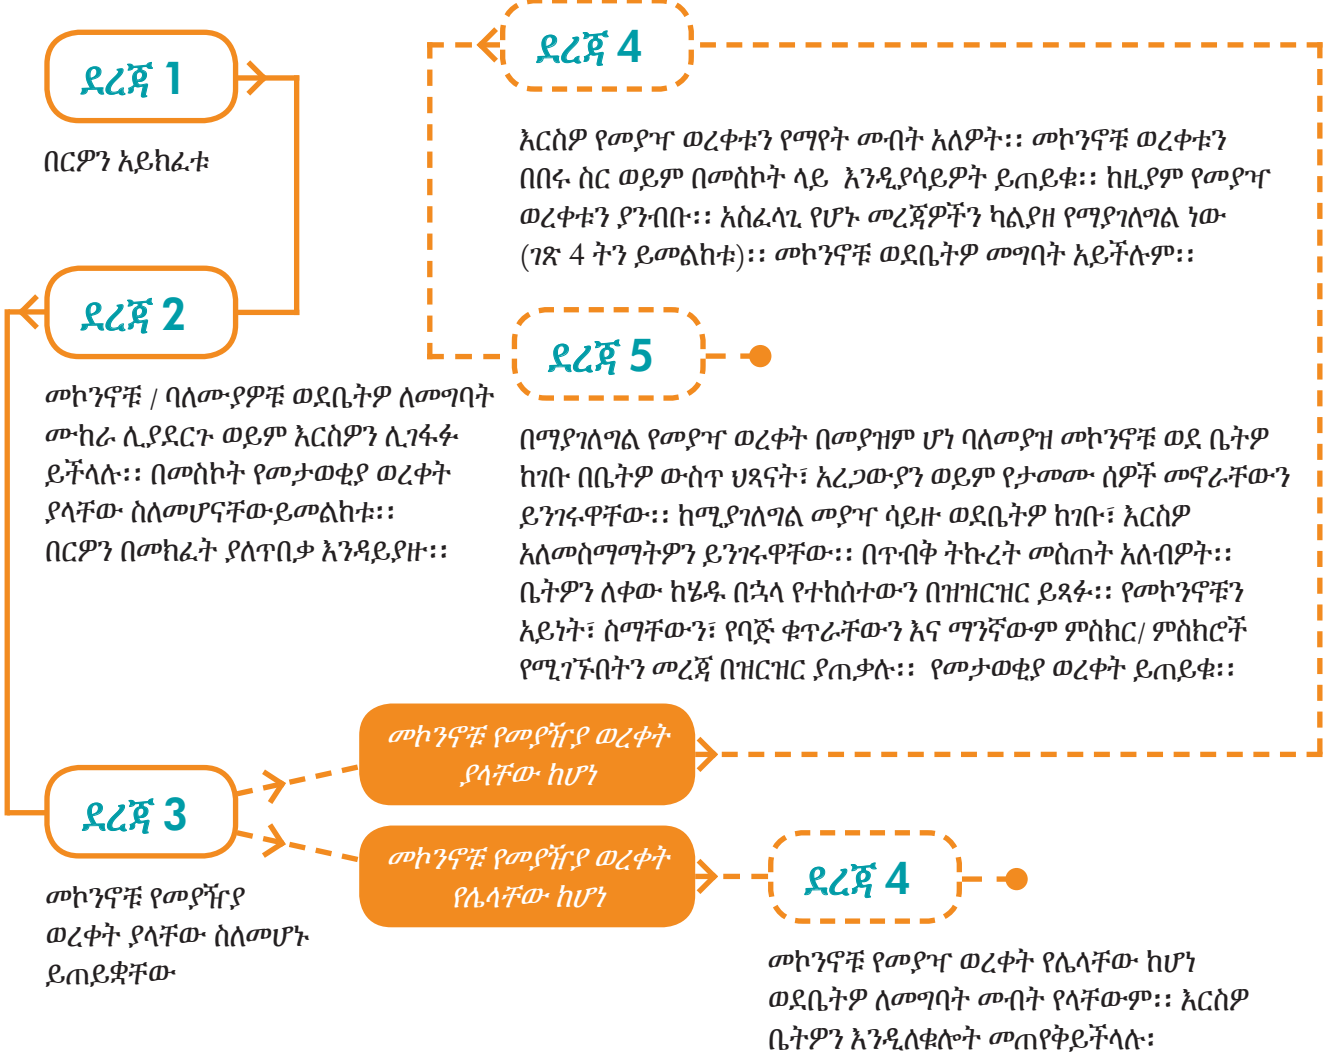 ደረጃ 1
በርዎን አይክፈቱ
ደረጃ 2
መኮንኖቹ / ባለሙያዎቹ ወደቤትዎ ለመግባት
ሙከራ ሊያደርጉ ወይም እርስዎን ሊገፋፉ
ይችላሉ፡፡ በመስኮት የመታወቂያ ወረቀት
ያላቸው ስለመሆናቸውይመልከቱ፡፡
በርዎን በመክፈት ያለጥበቃ እንዳይያዙ፡፡
ደረጃ 3
መኮንኖቹ የመያዥያ
ወረቀት ያላቸው ስለመሆኑ
ይጠይቋቸው
መኮንኖቹ የመያዥያ ወረቀት
ያላቸው ከሆነ
ደረጃ 4
እርስዎ የመያዣ ወረቀቱን የማየት መብት አለዎት፡፡ መኮንኖቹ ወረቀቱን
በበሩ ስር ወይም በመስኮት ላይ እንዲያሳይዎት ይጠይቁ፡፡ ከዚያም የመያዣ
ወረቀቱን ያንብቡ፡፡ አስፈላጊ የሆኑ መረጃዎችን ካልያዘ የማያገለግል ነው
(ገጽ 4 ትን ይመልከቱ)፡፡ መኮንኖቹ ወደቤትዎ መግባት አይችሉም፡፡
ደረጃ 5
በማያገለግል የመያዣ ወረቀት በመያዝም ሆነ ባለመያዝ መኮንኖቹ ወደ ቤትዎ
ከገቡ በቤትዎ ውስጥ ህጻናት፣ አረጋውያን ወይም የታመሙ ሰዎች መኖራቸውን
ይንገሩዋቸው፡፡ ከሚያገለግል መያዣ ሳይዙ ወደቤትዎ ከገቡ፣ እርስዎ
አለመስማማትዎን ይንገሩዋቸው፡፡ በጥብቅ ትኩረት መስጠት አለብዎት፡፡
ቤትዎን ለቀው ከሄዱ በኋላ የተከሰተውን በዝዝርዝር ይጻፉ፡፡ የመኮንኖቹን
አይነት፣ ስማቸውን፣ የባጅ ቁጥራቸውን እና ማንኛውም ምስክር/ ምስክሮች
የሚገኙበትን መረጃ በዝርዝር ያጠቃሉ፡፡ የመታወቂያ ወረቀት ይጠይቁ፡፡
መኮንኖቹ የመያዥያ ወረቀት
የሌላቸው ከሆነ
ደረጃ 4
መኮንኖቹ የመያዣ ወረቀት የሌላቸው ከሆነ
ወደቤትዎ ለመግባት መብት የላቸውም፡፡ እርስዎ
ቤትዎን እንዲለቁሎት መጠየቅይችላሉ፡